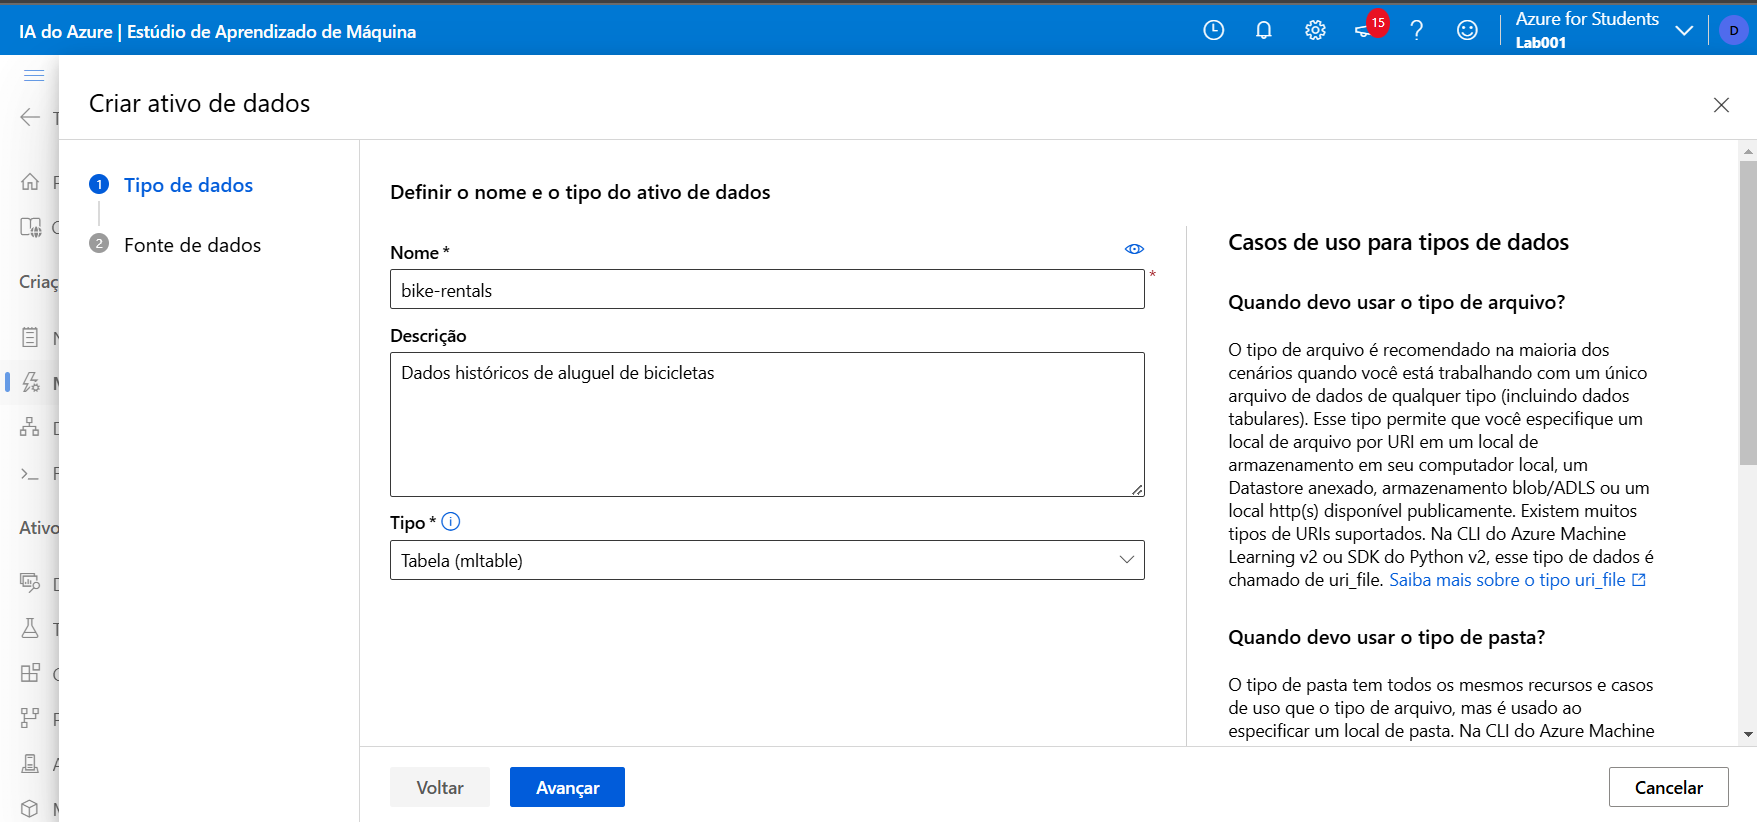 IA do Azure | Estúdio de Aprendizado de Máquina
15
Azure for Students
Lab001
D
Criar ativo de dados
1 Tipo de dados
2 Fonte de dados
Criaç
Ativo
Definir o nome e o tipo do ativo de dados
Nome *
*
bike-rentals
Descrição
Dados históricos de aluguel de bicicletas
Tipo *
Tabela (mltable)
Casos de uso para tipos de dados
Quando devo usar o tipo de arquivo?
O tipo de arquivo é recomendado na maioria dos
cenários quando você está trabalhando com um único
arquivo de dados de qualquer tipo (incluindo dados
tabulares). Esse tipo permite que você especifique um
local de arquivo por URI em um local de
armazenamento em seu computador local, um
Datastore anexado, armazenamento blob/ADLS ou um
local http(s) disponível publicamente. Existem muitos
tipos de URIs suportados. Na CLI do Azure Machine
Learning v2 ou SDK do Python v2, esse tipo de dados é
chamado de uri_file. Saiba mais sobre o tipo uri_file
Quando devo usar o tipo de pasta?
O tipo de pasta tem todos os mesmos recursos e casos
de uso que o tipo de arquivo, mas é usado ao
especificar um local de pasta. Na CLI do Azure Machine
Voltar
Avançar
Cancelar